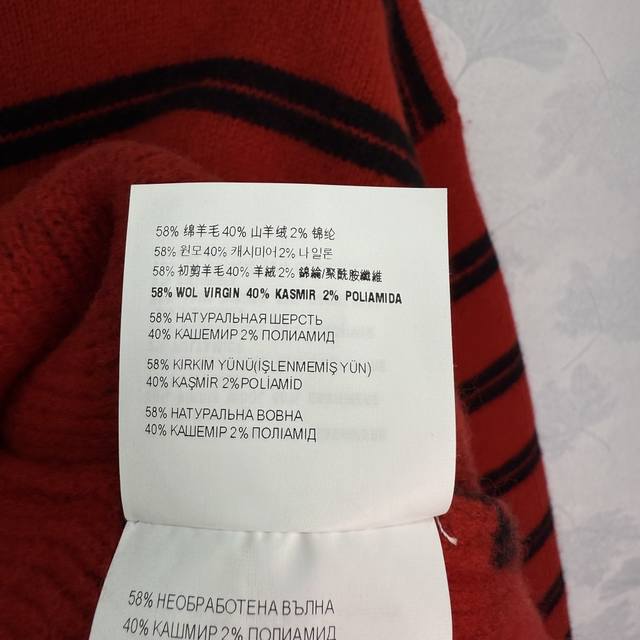 58% 绵羊毛 40% 山羊绒 2% 锦纶
58% 원모 40% 캐시미어 2% 나일론
58% 初剪羊毛 40% 羊絨 2% 錦綸/聚酰胺纖維
58% WOL VIRGIN 40% KASMIR 2% POLIAMIDA
58% НАТУРАЛЬНАЯ ШЕРСТЬ
40% КАШЕМИР 2% ПОЛИАМИД
58% KIRKIM YÜNÜ(İŞLENMEMİŞ YÜN)
40% KAŞMİR 2%POLİAMİD
58% НАТУРАЛЬНА ВОВНА
40% КАШЕМІР 2% ПОЛІАМІД
58% НЕОБРАБОТЕНА ВЪЛНА
40% КАШМИР 2% ПОЛИАМИД